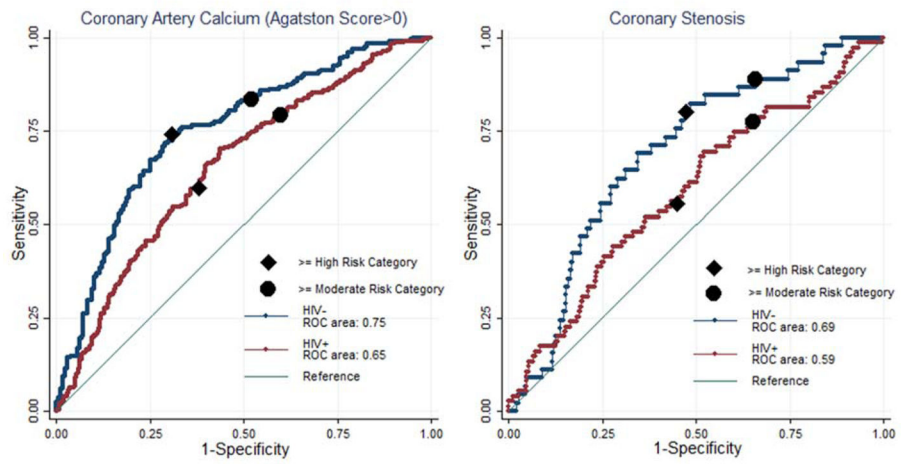 Coronary Artery Calcium (Agatston Score>0)
1.00
0.75
0.50
0.25
0.00
Sensitivity
0.00 0.25 0.50 0.75 1.00
1-Specificity
>= High Risk Category
>= Moderate Risk Category
HIV-
ROC area: 0.75
HIV+
ROC area: 0.65
Reference
Coronary Stenosis
1.00
0.75
0.50
0.25
0.00
Sensitivity
0.00 0.25 0.50 0.75 1.00
1-Specificity
>= High Risk Category
>= Moderate Risk Category
HIV-
ROC area: 0.69
HIV+
ROC area: 0.59
Reference